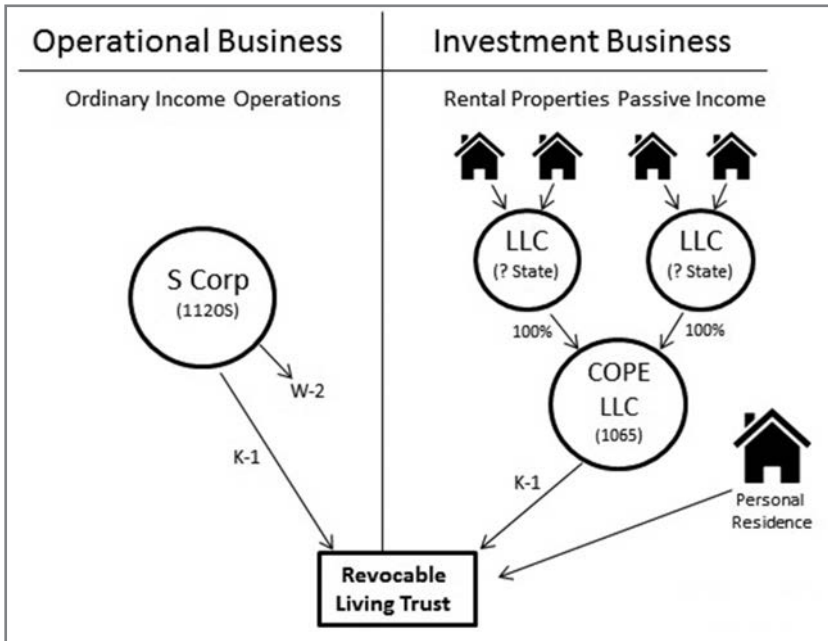 Operational Business
Investment Business
Ordinary Income Operations
Rental Properties Passive Income
S Corp
(1120S)
W-2
K-1
LLC
(? State)
LLC
(? State)
100%
100%
COPE
LLC
(1065)
K-1
Personal
Residence
Revocable
Living Trust